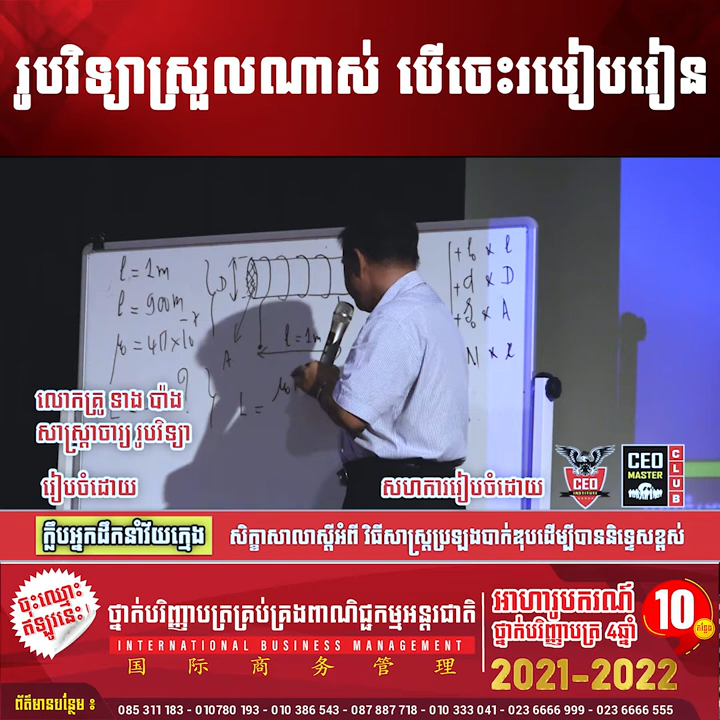 រូបវិទ្យាស្រួលណាស់ បើចេះរបៀបរៀន
l = 1m
l = 900m
D
A
l = 1m
L =
N
លោកគ្រូ ទាង ប៉ាង
សាស្ត្រាចារ្យ រូបវិទ្យា
រៀបចំដោយ
សហការរៀបចំដោយ
CEO
INSTITUTE
CEO
MASTER
CLUB
ក្លឹបអ្នកដឹកនាំវ័យក្មេង
សិក្ខាសាលាស្ដីអំពី វិធីសាស្ត្រប្រឡងបាក់ឌុបដើម្បីបាននិទ្ទេសខ្ពស់
ចុះឈ្មោះ
ឥឡូវនេះ!
ថ្នាក់បរិញ្ញាបត្រគ្រប់គ្រងពាណិជ្ជកម្មអន្តរជាតិ
INTERNATIONAL BUSINESS MANAGEMENT
国际商务管理
អាហារូបករណ៍
ថ្នាក់បរិញ្ញាបត្រ 4ឆ្នាំ
10
កន្លែង
2021-2022
ព័ត៌មានបន្ថែម ៖
085 311 183 - 010780 193 - 010 386 543 - 087 887 718 - 010 333 041 - 023 6666 999 - 023 6666 555